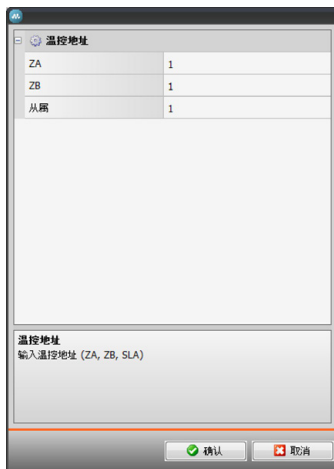 温控地址
ZA 1
ZB 1
从属 1
温控地址
输入温控地址 (ZA, ZB, SLA)
确认 取消